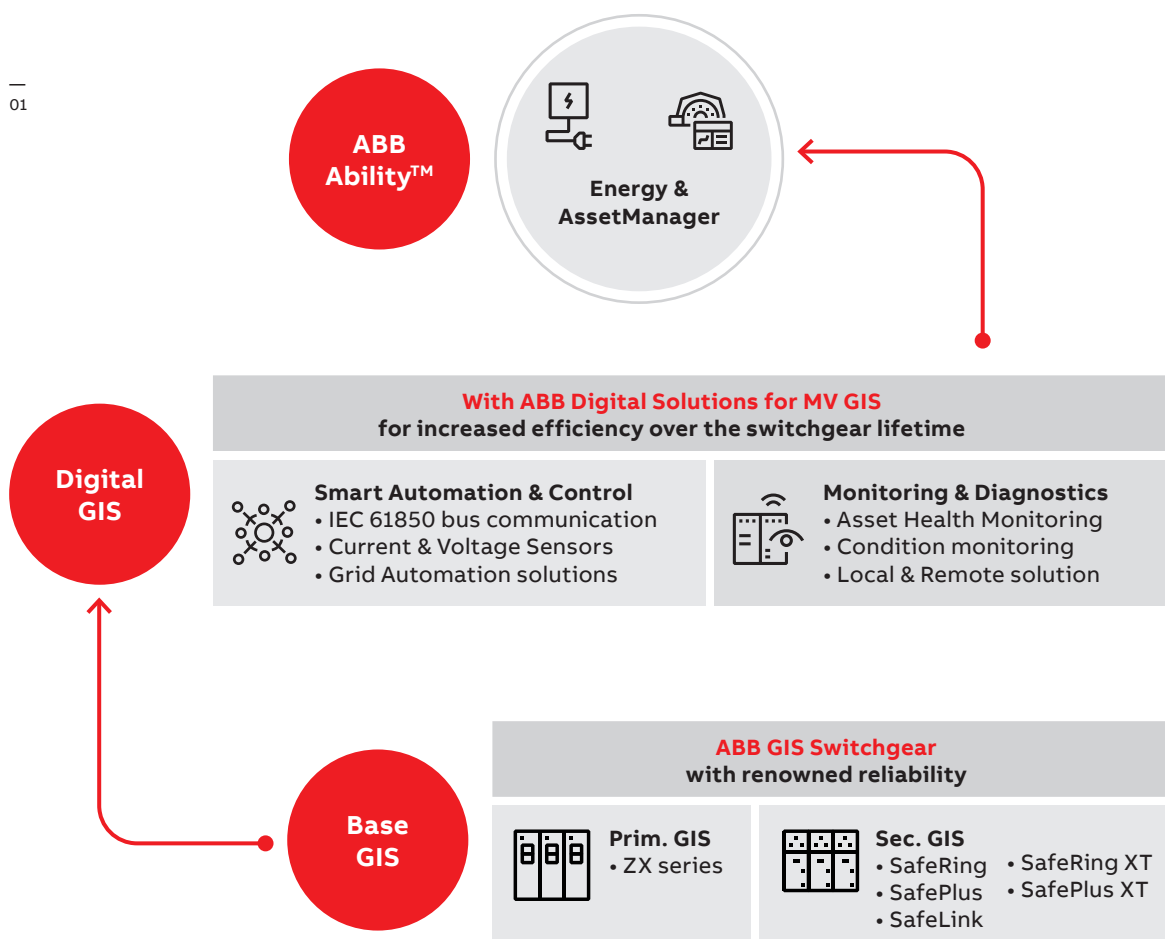 01
ABB
Ability™
Energy &
AssetManager
Digital
GIS
With ABB Digital Solutions for MV GIS
for increased efficiency over the switchgear lifetime
Smart Automation & Control
• IEC 61850 bus communication
• Current & Voltage Sensors
• Grid Automation solutions
Monitoring & Diagnostics
• Asset Health Monitoring
• Condition monitoring
• Local & Remote solution
Base
GIS
ABB GIS Switchgear
with renowned reliability
Prim. GIS
• ZX series
Sec. GIS
• SafeRing
• SafePlus
• SafeLink
• SafeRing XT
• SafePlus XT